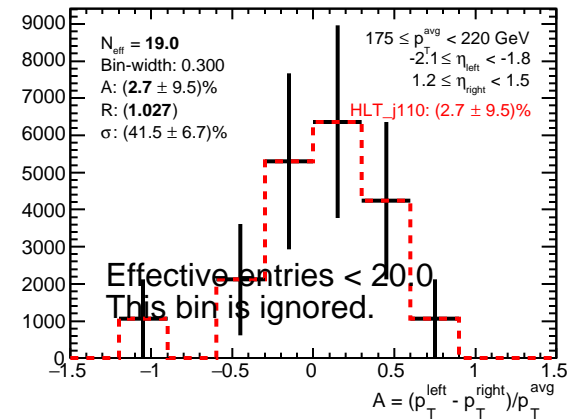 9000
8000
7000
6000
5000
4000
3000
2000
1000
0
N_eff = 19.0
Bin-width: 0.300
A: (2.7 ± 9.5)%
R: (1.027)
σ: (41.5 ± 6.7)%
175 ≤ p_T^avg < 220 GeV
-2.1 ≤ η_left < -1.8
1.2 ≤ η_right < 1.5
HLT_j110: (2.7 ± 9.5)%
Effective entries < 20.0
This bin is ignored.
−1.5 −1 −0.5 0 0.5 1 1.5
A = (p_T^left - p_T^right)/p_T^avg